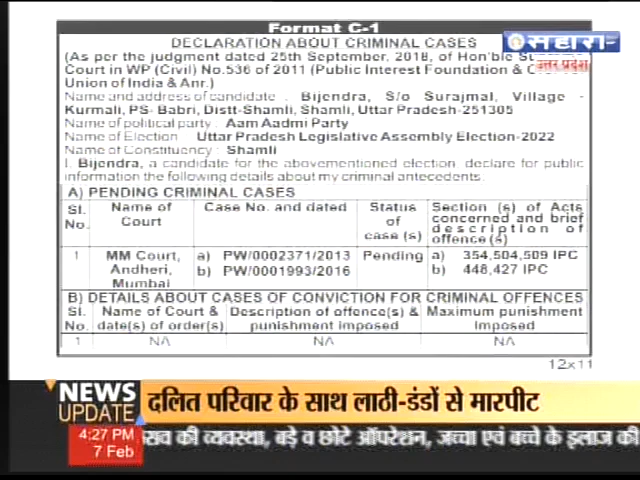 Format C-1
DECLARATION ABOUT CRIMINAL CASES
(As per the judgment dated 25th September, 2018, of Hon'ble
Court in WP (Civil) No.536 of 2011 (Public Interest Foundation &
Union of India & Anr.)
सहारा
उत्तर प्रदेश
Name and address of candidate : Bijendra, S/o Surajmal, Village -
Kurmali, PS- Babri, Distt-Shamli, Shamli, Uttar Pradesh-251305
Name of political party : Aam Aadmi Party
Name of Election : Uttar Pradesh Legislative Assembly Election-2022
Name of Constituency : Shamli
I. Bijendra, a candidate for the abovementioned election, declare for public
information the following details about my criminal antecedents.
A) PENDING CRIMINAL CASES
Sl. No. Name of Court Case No. and dated Status of case (s) Section (s) of Acts concerned and brief description of offence (s)
1 MM Court, Andheri, Mumbai a) PW/0002371/2013 b) PW/0001993/2016 Pending a) 354,504,509 IPC b) 448,427 IPC
B) DETAILS ABOUT CASES OF CONVICTION FOR CRIMINAL OFFENCES
Sl. No. Name of Court & date(s) of order(s) Description of offence(s) & punishment imposed Maximum punishment Imposed
1 NA NA NA
12x11
NEWS UPDATE
दलित परिवार के साथ लाठी-डंडों से मारपीट
4:27 PM
7 Feb
की व्यवस्था, बड़े व छोटे ऑपरेशन, जच्चा एवं बच्चे के इलाज की